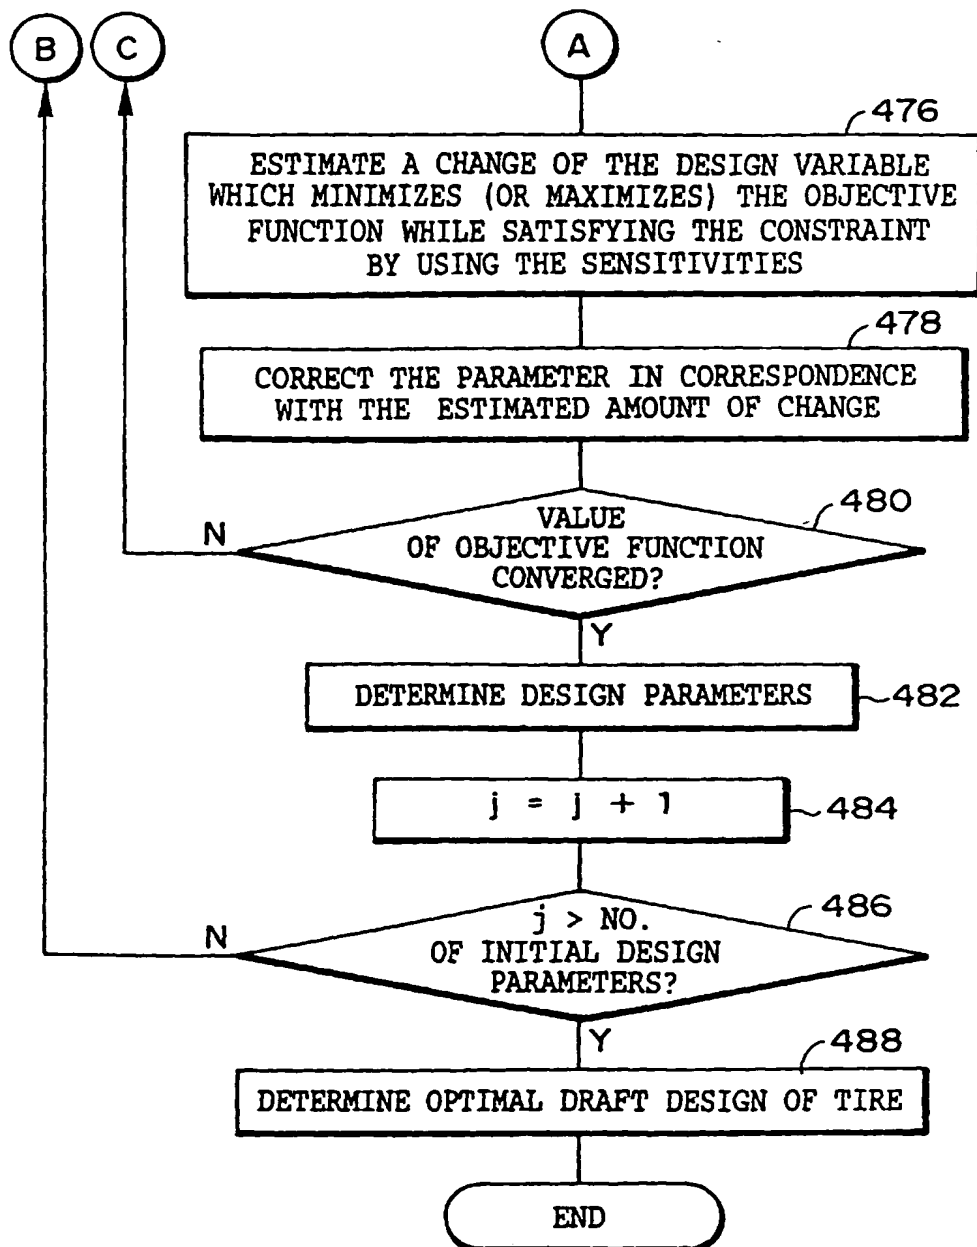 B
C
A
476
ESTIMATE A CHANGE OF THE DESIGN VARIABLE
WHICH MINIMIZES (OR MAXIMIZES) THE OBJECTIVE
FUNCTION WHILE SATISFYING THE CONSTRAINT
BY USING THE SENSITIVITIES
478
CORRECT THE PARAMETER IN CORRESPONDENCE
WITH THE ESTIMATED AMOUNT OF CHANGE
480
N
VALUE
OF OBJECTIVE FUNCTION
CONVERGED?
Y
DETERMINE DESIGN PARAMETERS
482
j = j + 1
484
486
N
j > NO.
OF INITIAL DESIGN
PARAMETERS?
Y
488
DETERMINE OPTIMAL DRAFT DESIGN OF TIRE
END